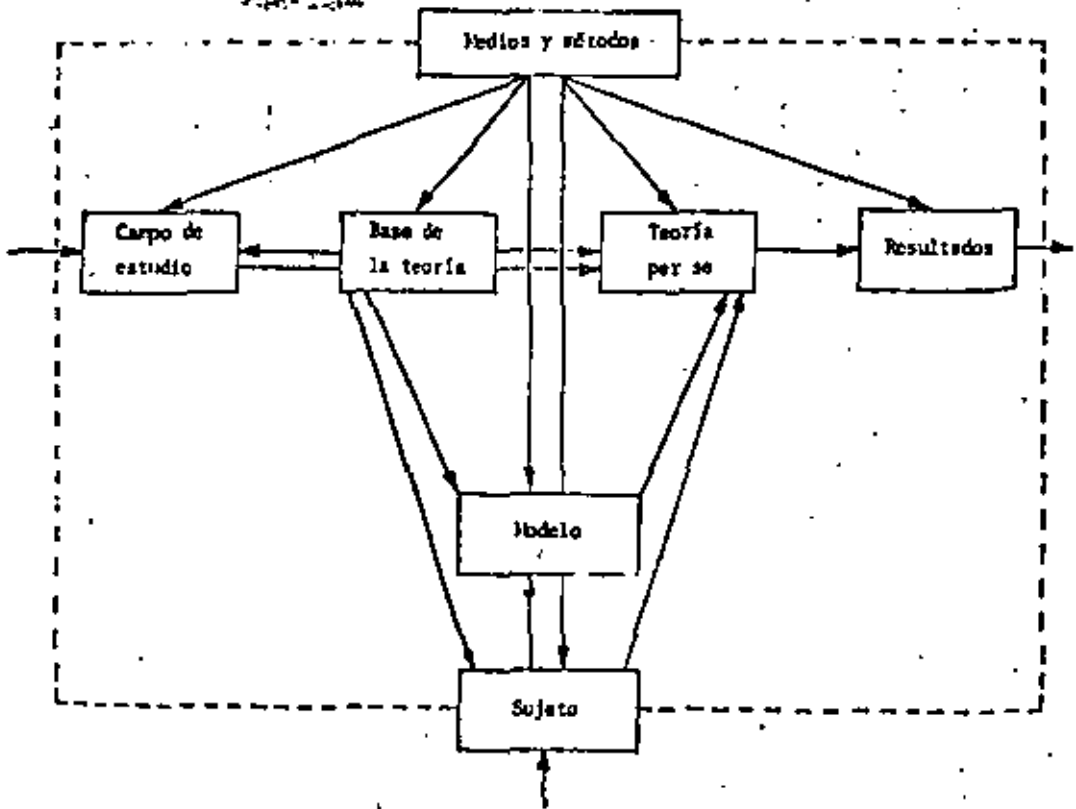 Medios y métodos
Campo de
estudio
Base de
la teoría
Teoría
per se
Resultados
Modelo
Sujeto